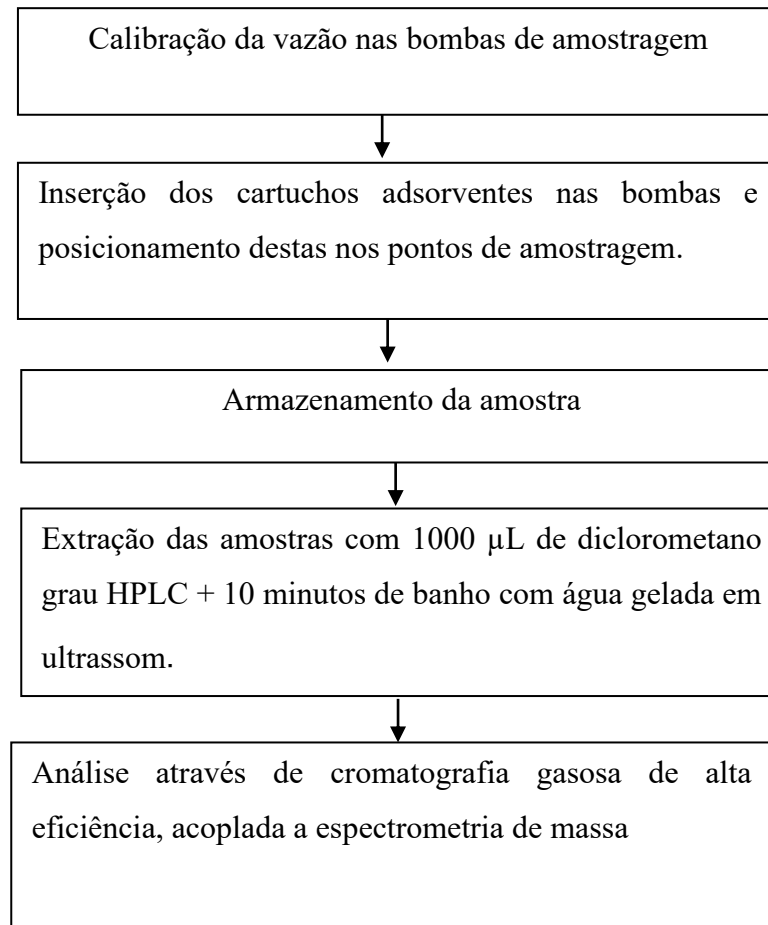 Calibração da vazão nas bombas de amostragem
Inserção dos cartuchos adsorventes nas bombas e
posicionamento destas nos pontos de amostragem.
Armazenamento da amostra
Extração das amostras com 1000 µL de diclorometano
grau HPLC + 10 minutos de banho com água gelada em
ultrassom.
Análise através de cromatografia gasosa de alta
eficiência, acoplada a espectrometria de massa